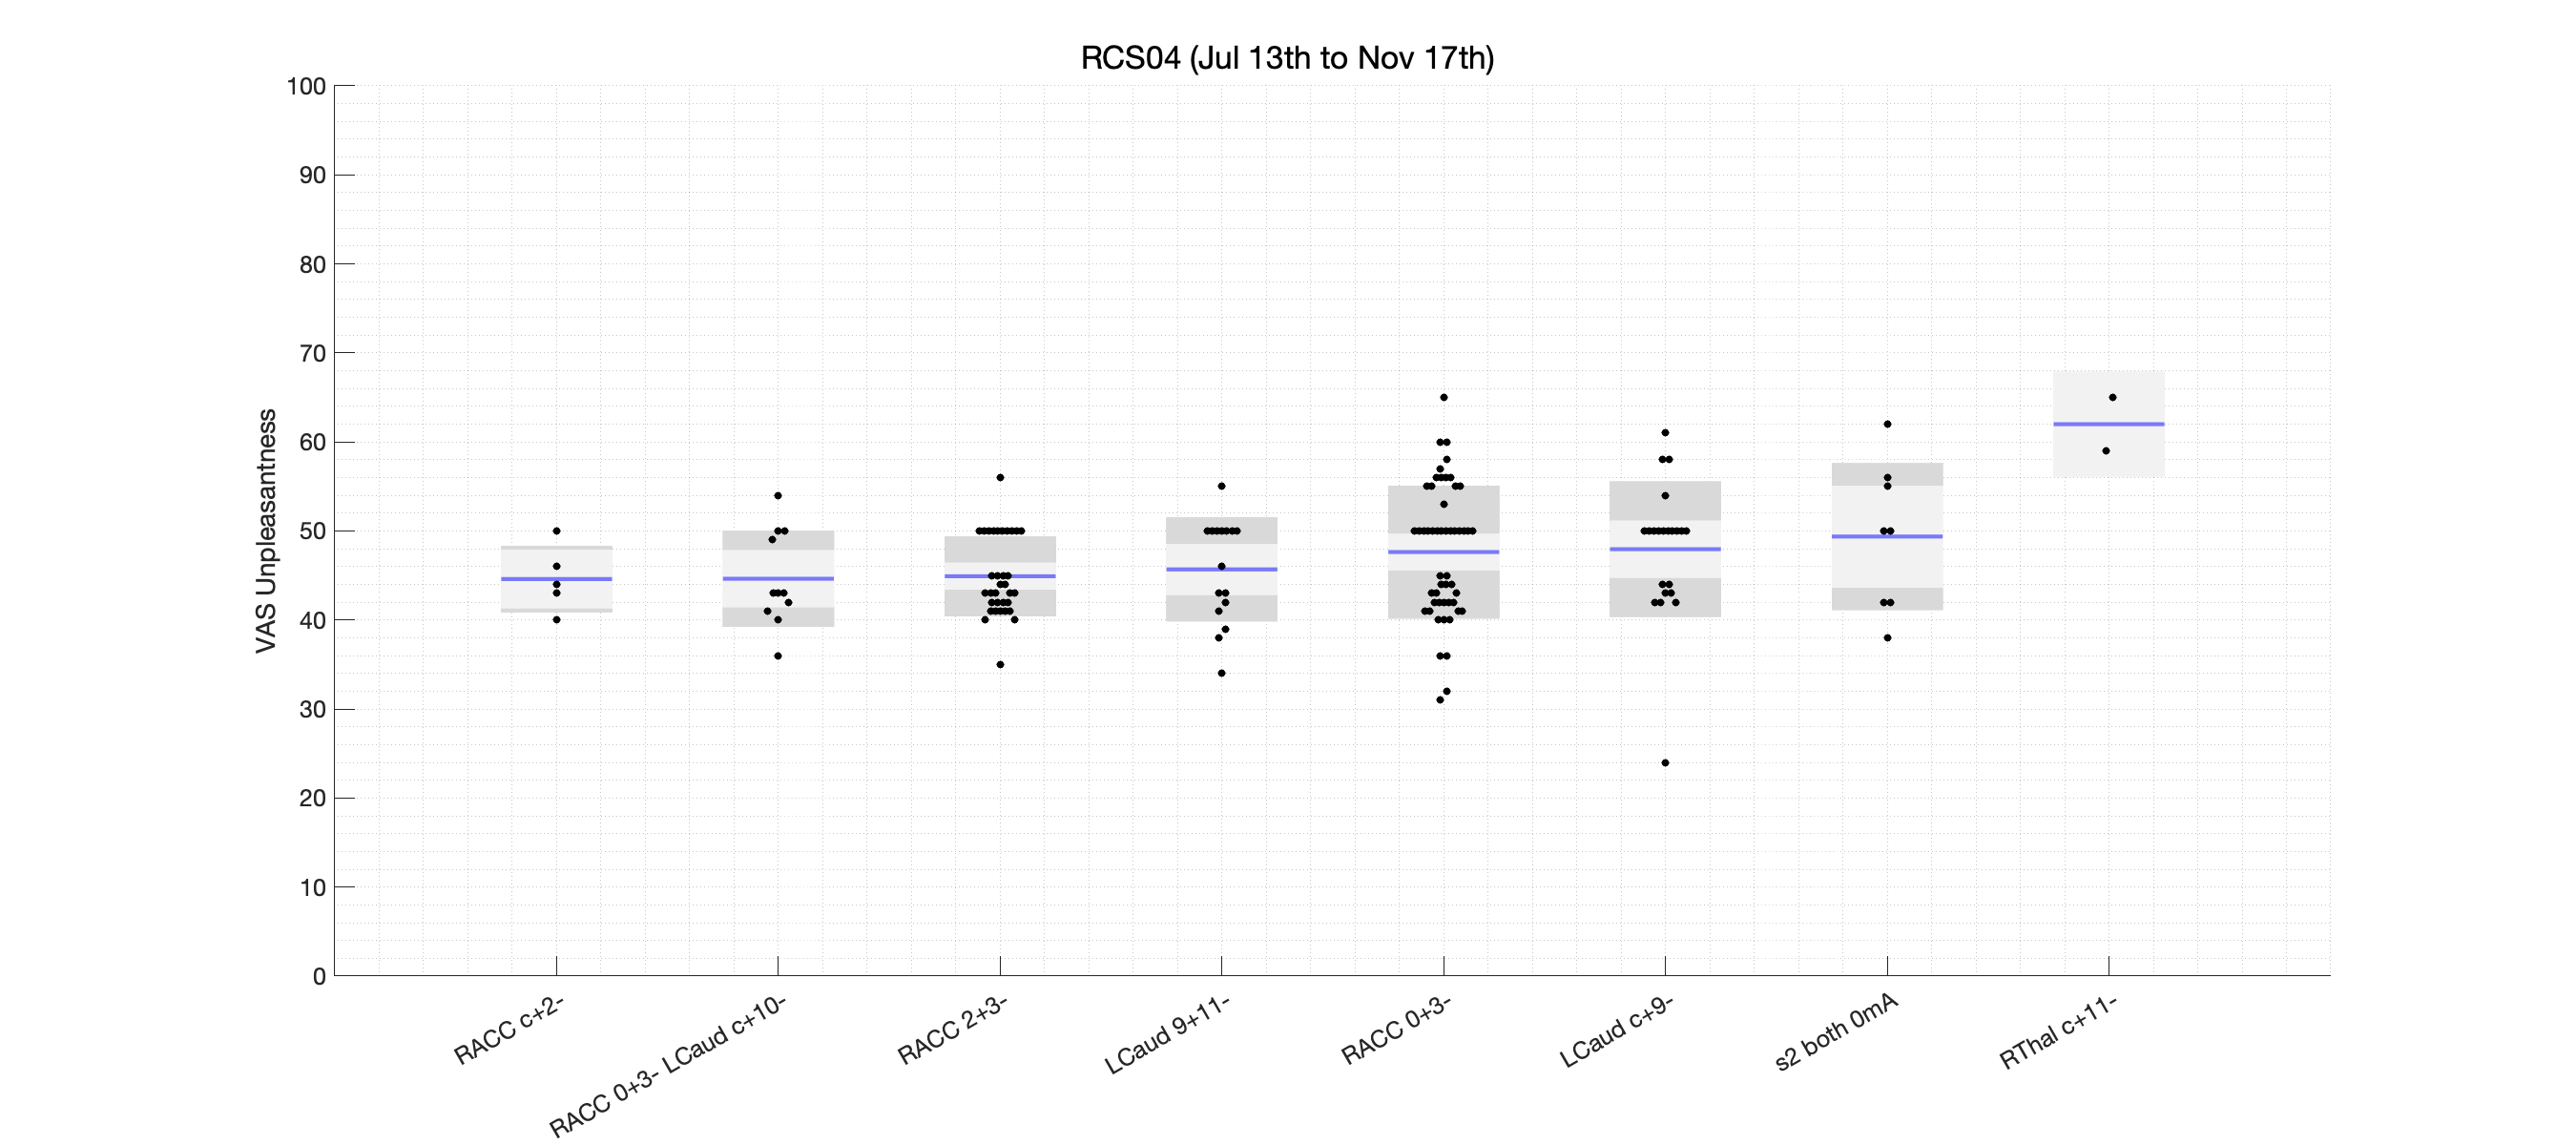 RCS04 (Jul 13th to Nov 17th)
100
90
80
70
60
50
40
30
20
10
0
VAS Unpleasantness
RACC c+2-
RACC 0+3- LCaud c+10-
RACC 2+3-
LCaud 9+11-
RACC 0+3-
LCaud c+9-
s2 both 0mA
RThal c+11-